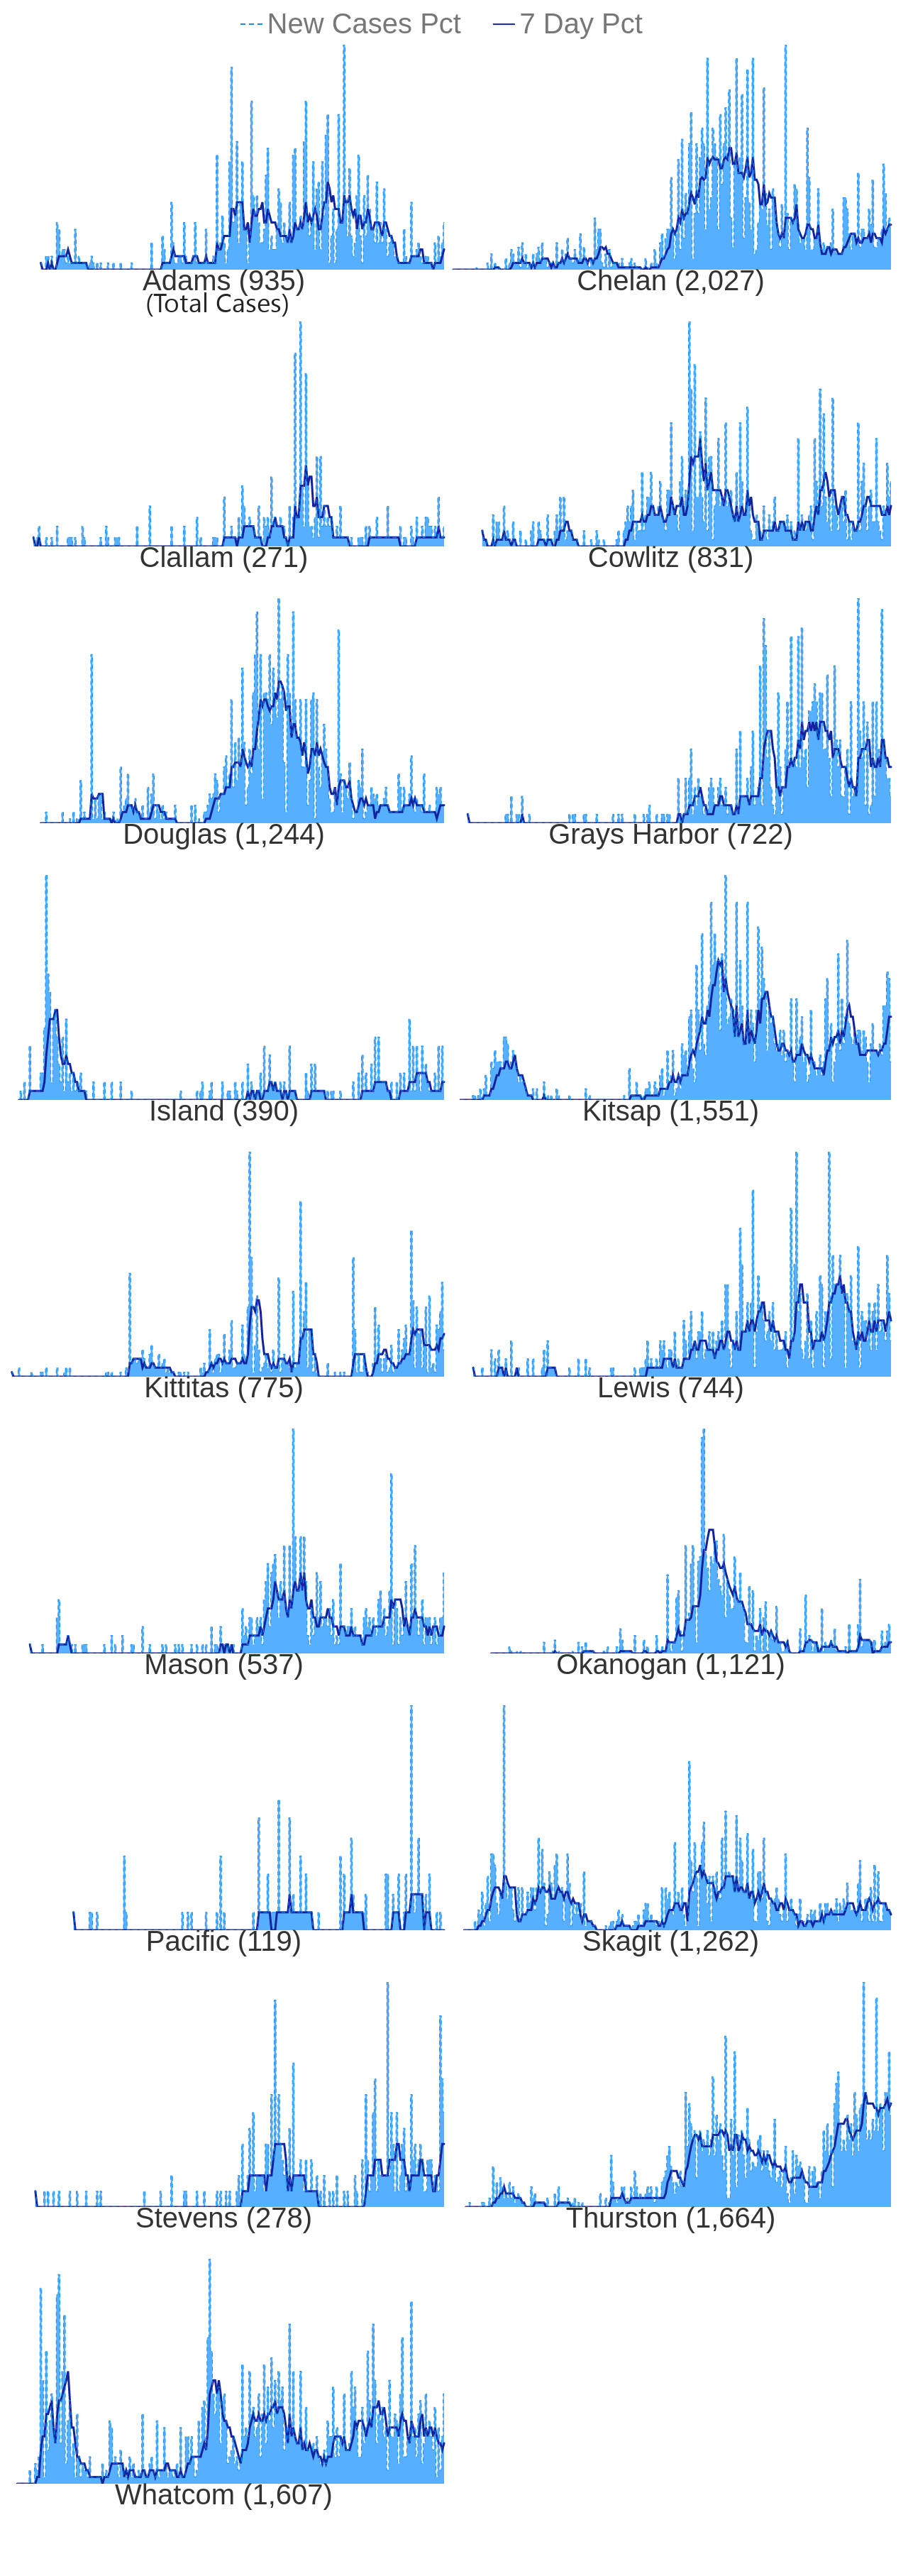 New Cases Pct 7 Day Pct
Adams (935) Chelan (2,027)
(Total Cases)
Clallam (271) Cowlitz (831)
Douglas (1,244) Grays Harbor (722)
Island (390) Kitsap (1,551)
Kittitas (775) Lewis (744)
Mason (537) Okanogan (1,121)
Pacific (119) Skagit (1,262)
Stevens (278) Thurston (1,664)
Whatcom (1,607)